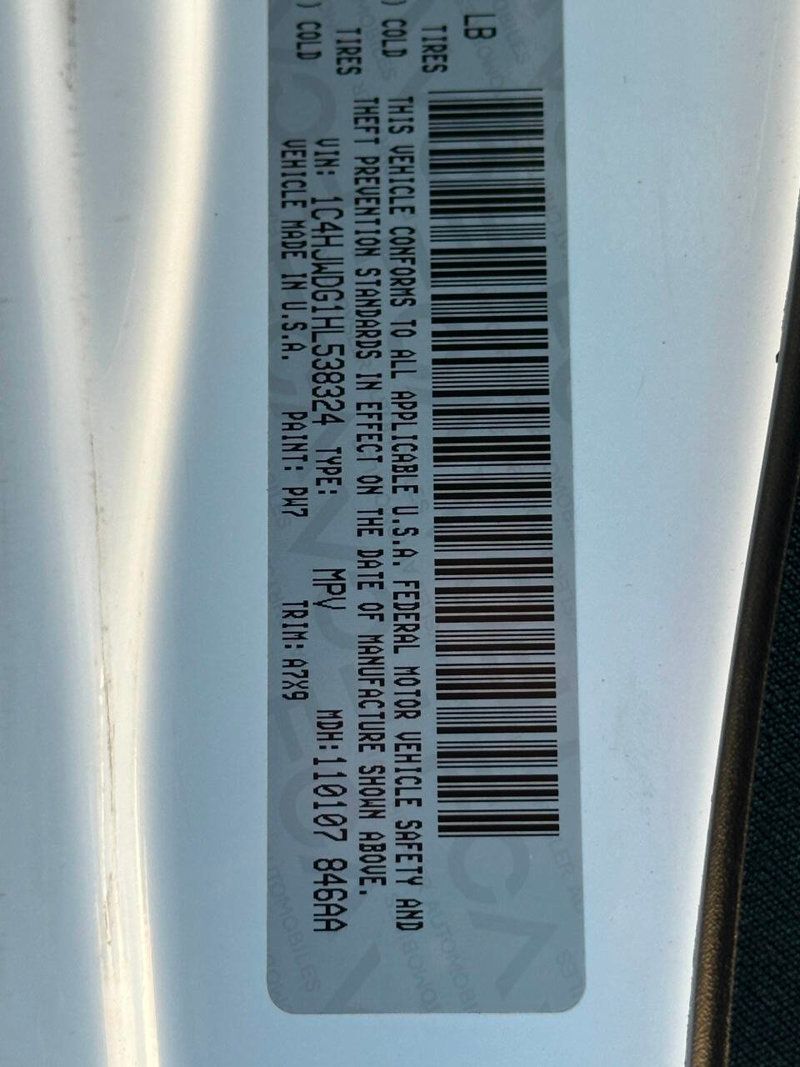 LB
TIRES
) COLD
TIRES
) COLD
THIS VEHICLE CONFORMS TO ALL APPLICABLE U.S.A. FEDERAL MOTOR VEHICLE SAFETY AND
THEFT PREVENTION STANDARDS IN EFFECT ON THE DATE OF MANUFACTURE SHOWN ABOVE.
VIN: 1C4HJWDG1HL538324 TYPE: MPV MDH:110107 846AA
VEHICLE MADE IN U.S.A. PAINT: PW7 TRIM:A7X9